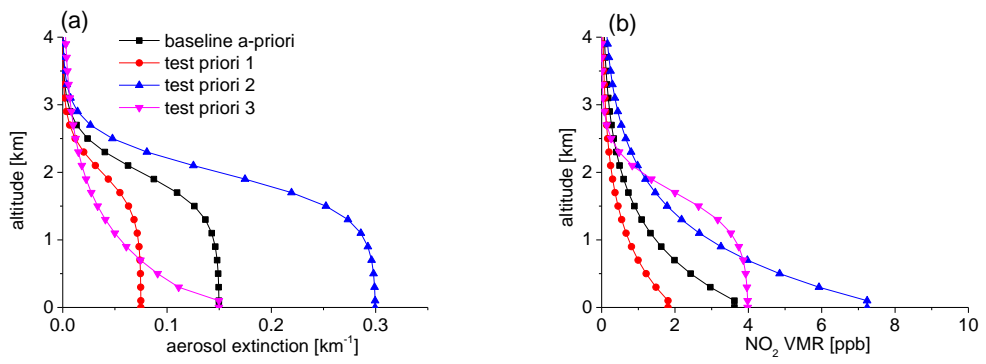 (a)
baseline a-priori
test priori 1
test priori 2
test priori 3
altitude [km]
4
3
2
1
0
0.0 0.1 0.2 0.3
aerosol extinction [km⁻¹]
(b)
altitude [km]
4
3
2
1
0
0 2 4 6 8 10
NO₂ VMR [ppb]